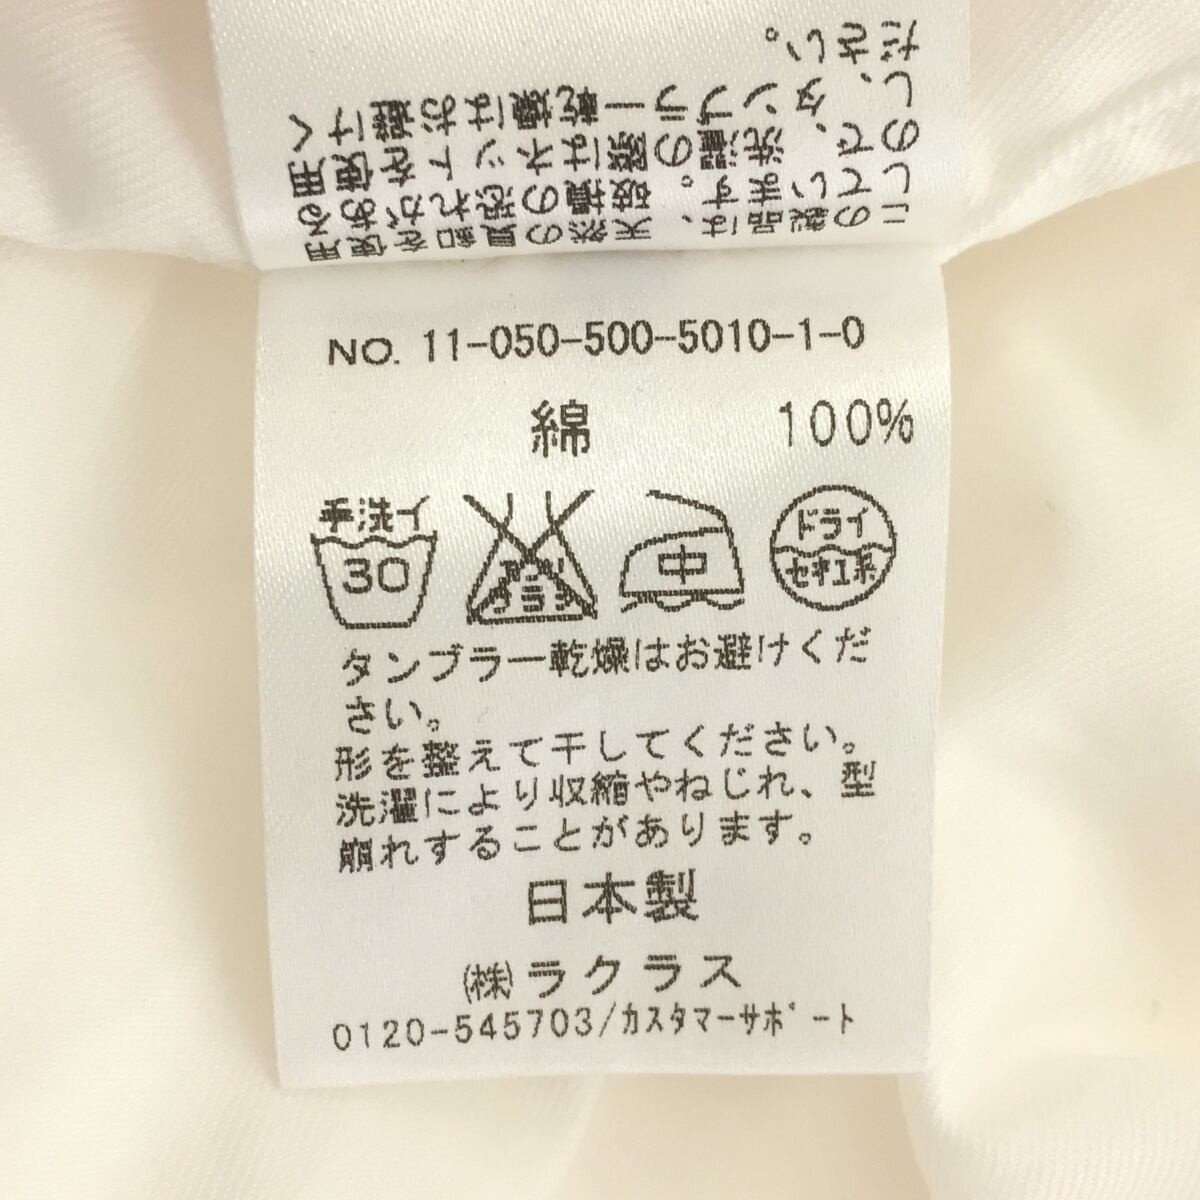 この製品は、天然の貝釦を使用
しています。破損の恐れがある
ので、洗濯の際はネットを使用
し、タンブラー乾燥はお避けく
ださい。
NO. 11-050-500-5010-1-0
綿 100%
手洗イ
30
中
ドライ
セキユ系
タンブラー乾燥はお避けくだ
さい。
形を整えて干してください。
洗濯により収縮やねじれ、型
崩れすることがあります。
日本製
(株)ラクラス
0120-545703/ｶｽﾀﾏｰｻﾎﾟｰﾄ